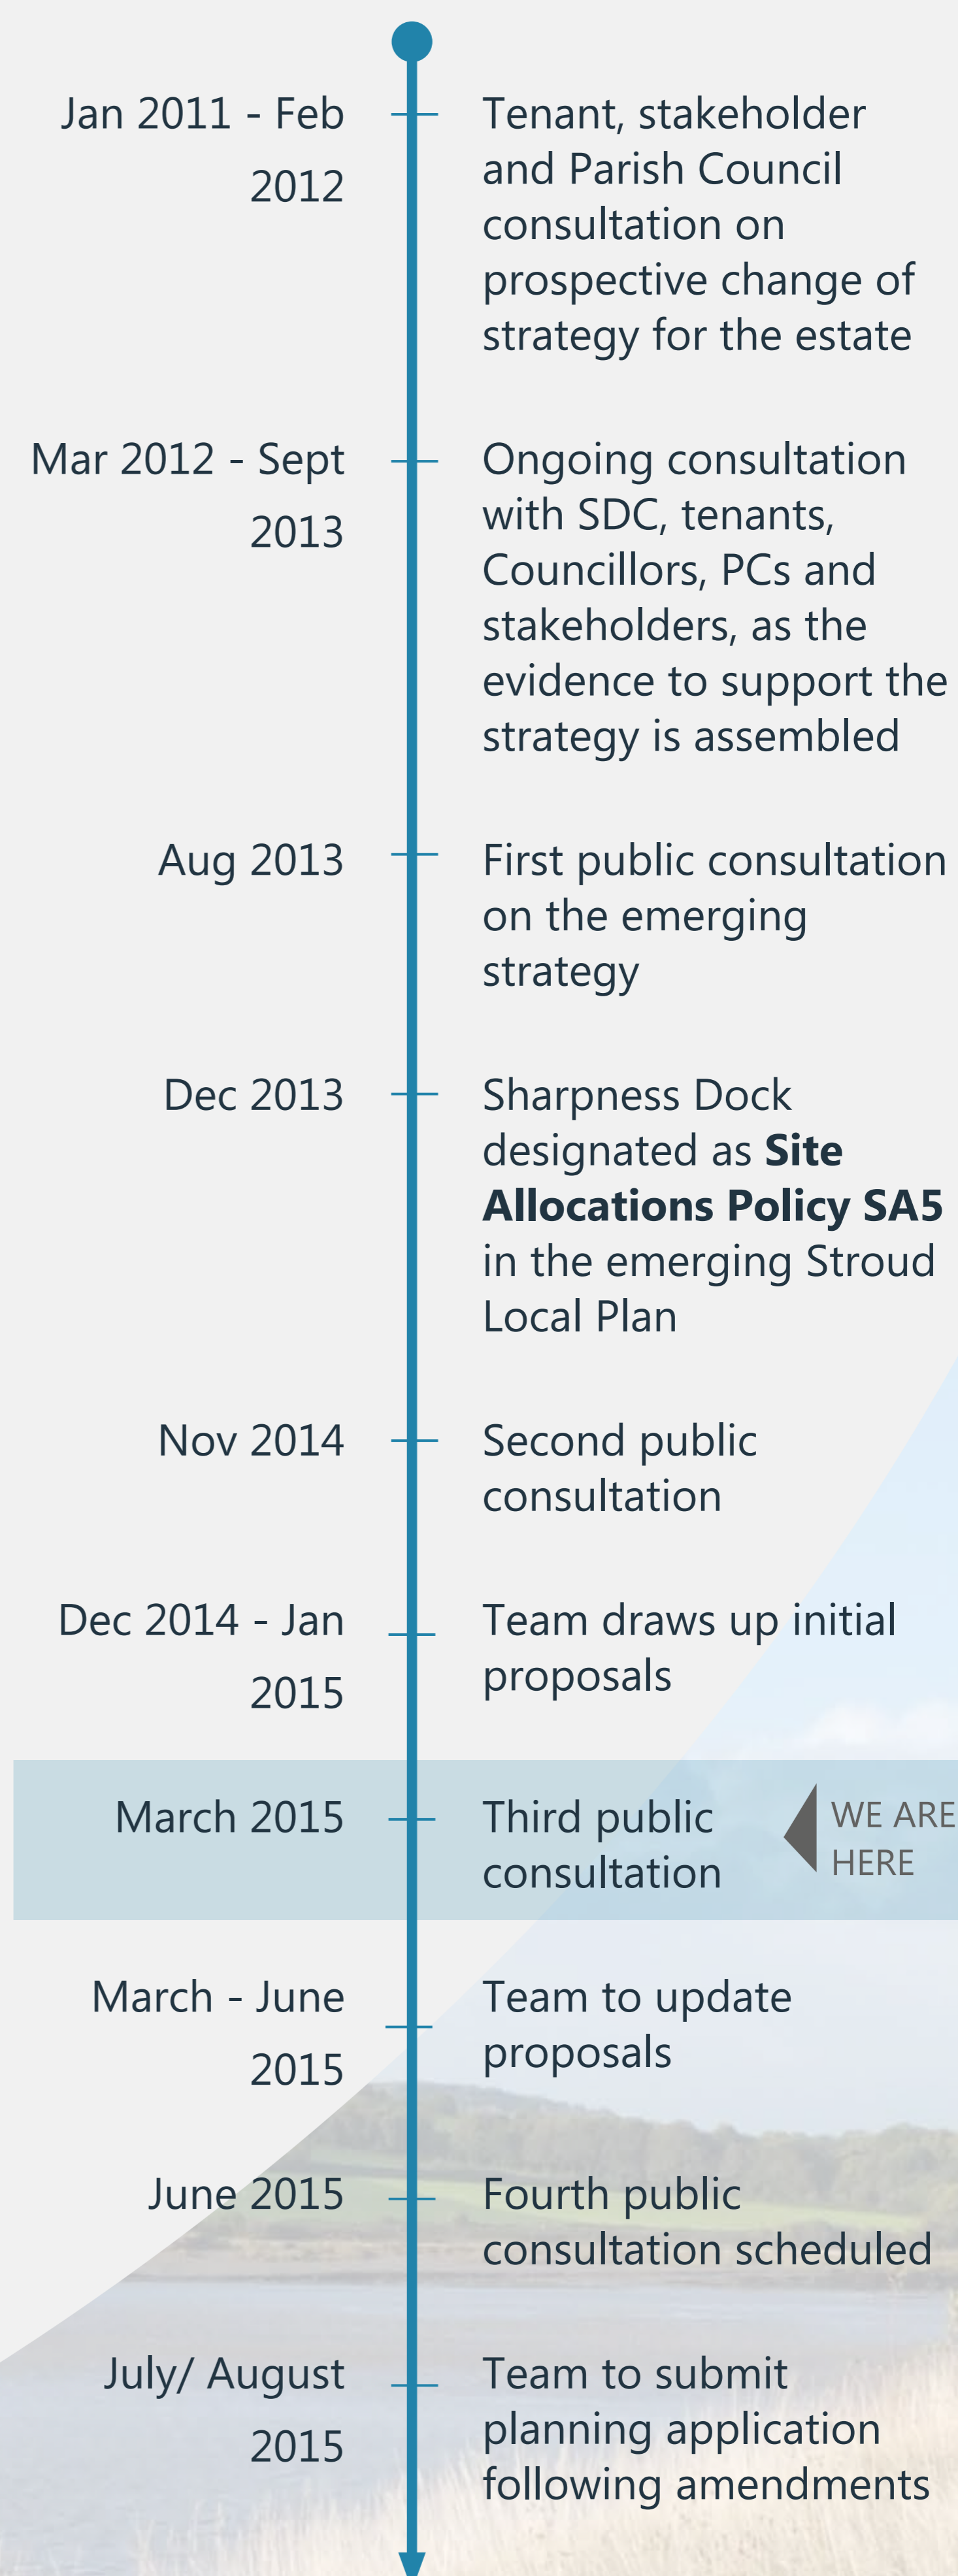 Jan 2011 - Feb
2012
Tenant, stakeholder
and Parish Council
consultation on
prospective change of
strategy for the estate
Mar 2012 - Sept
2013
Ongoing consultation
with SDC, tenants,
Councillors, PCs and
stakeholders, as the
evidence to support the
strategy is assembled
Aug 2013
First public consultation
on the emerging
strategy
Dec 2013
Sharpness Dock
designated as Site
Allocations Policy SA5
in the emerging Stroud
Local Plan
Nov 2014
Second public
consultation
Dec 2014 - Jan
2015
Team draws up initial
proposals
March 2015
Third public
consultation
WE ARE
HERE
March - June
2015
Team to update
proposals
June 2015
Fourth public
consultation scheduled
July/ August
2015
Team to submit
planning application
following amendments